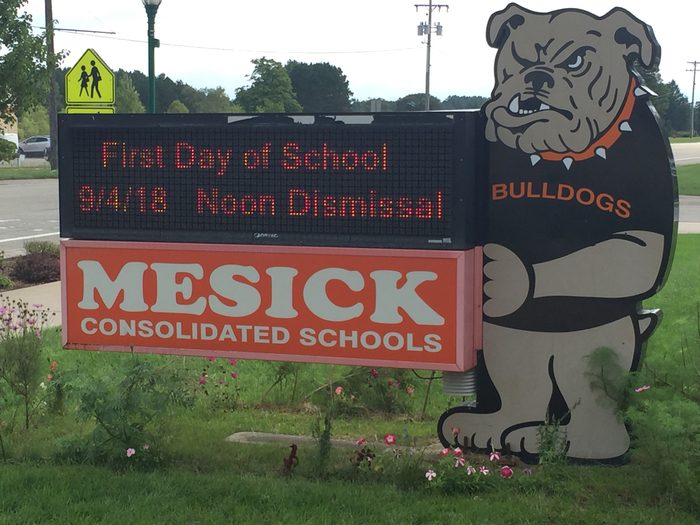 First Day of School
9/4/18 Noon Dismissal
MESICK
CONSOLIDATED SCHOOLS
BULLDOGS